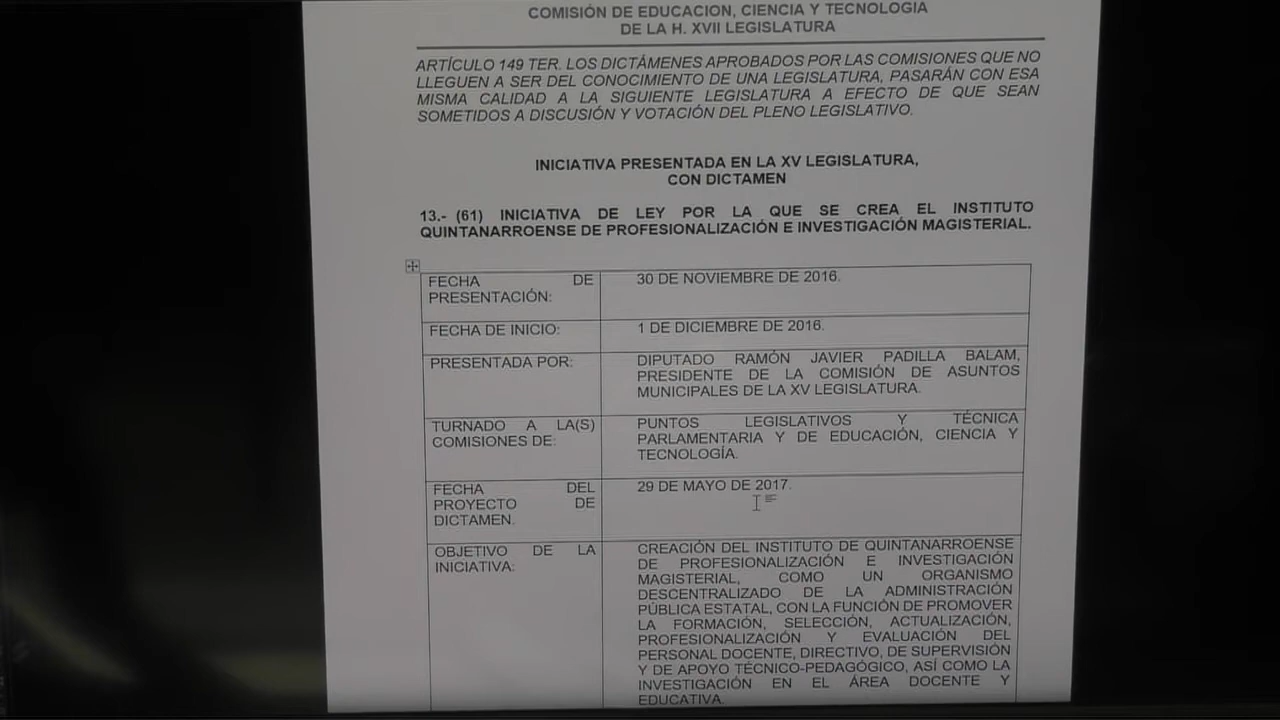 COMISIÓN DE EDUCACION, CIENCIA Y TECNOLOGIA
DE LA H. XVII LEGISLATURA
ARTÍCULO 149 TER. LOS DICTÁMENES APROBADOS POR LAS COMISIONES QUE NO
LLEGUEN A SER DEL CONOCIMIENTO DE UNA LEGISLATURA, PASARÁN CON ESA
MISMA CALIDAD A LA SIGUIENTE LEGISLATURA A EFECTO DE QUE SEAN
SOMETIDOS A DISCUSIÓN Y VOTACIÓN DEL PLENO LEGISLATIVO.
INICIATIVA PRESENTADA EN LA XV LEGISLATURA,
CON DICTAMEN
13.- (61) INICIATIVA DE LEY POR LA QUE SE CREA EL INSTITUTO
QUINTANARROENSE DE PROFESIONALIZACIÓN E INVESTIGACIÓN MAGISTERIAL.
FECHA DE
PRESENTACIÓN:
30 DE NOVIEMBRE DE 2016.
FECHA DE INICIO:
1 DE DICIEMBRE DE 2016.
PRESENTADA POR:
DIPUTADO RAMÓN JAVIER PADILLA BALAM,
PRESIDENTE DE LA COMISIÓN DE ASUNTOS
MUNICIPALES DE LA XV LEGISLATURA.
TURNADO A LA(S)
COMISIONES DE:
PUNTOS LEGISLATIVOS Y TÉCNICA
PARLAMENTARIA Y DE EDUCACIÓN, CIENCIA Y
TECNOLOGÍA.
FECHA DEL
PROYECTO DE
DICTAMEN.
29 DE MAYO DE 2017.
OBJETIVO DE LA
INICIATIVA:
CREACIÓN DEL INSTITUTO DE QUINTANARROENSE
DE PROFESIONALIZACIÓN E INVESTIGACIÓN
MAGISTERIAL, COMO UN ORGANISMO
DESCENTRALIZADO DE LA ADMINISTRACIÓN
PÚBLICA ESTATAL, CON LA FUNCIÓN DE PROMOVER
LA FORMACIÓN, SELECCIÓN, ACTUALIZACIÓN,
PROFESIONALIZACIÓN Y EVALUACIÓN DEL
PERSONAL DOCENTE, DIRECTIVO, DE SUPERVISIÓN
Y DE APOYO TÉCNICO-PEDAGÓGICO, ASÍ COMO LA
INVESTIGACIÓN EN EL ÁREA DOCENTE Y
EDUCATIVA.